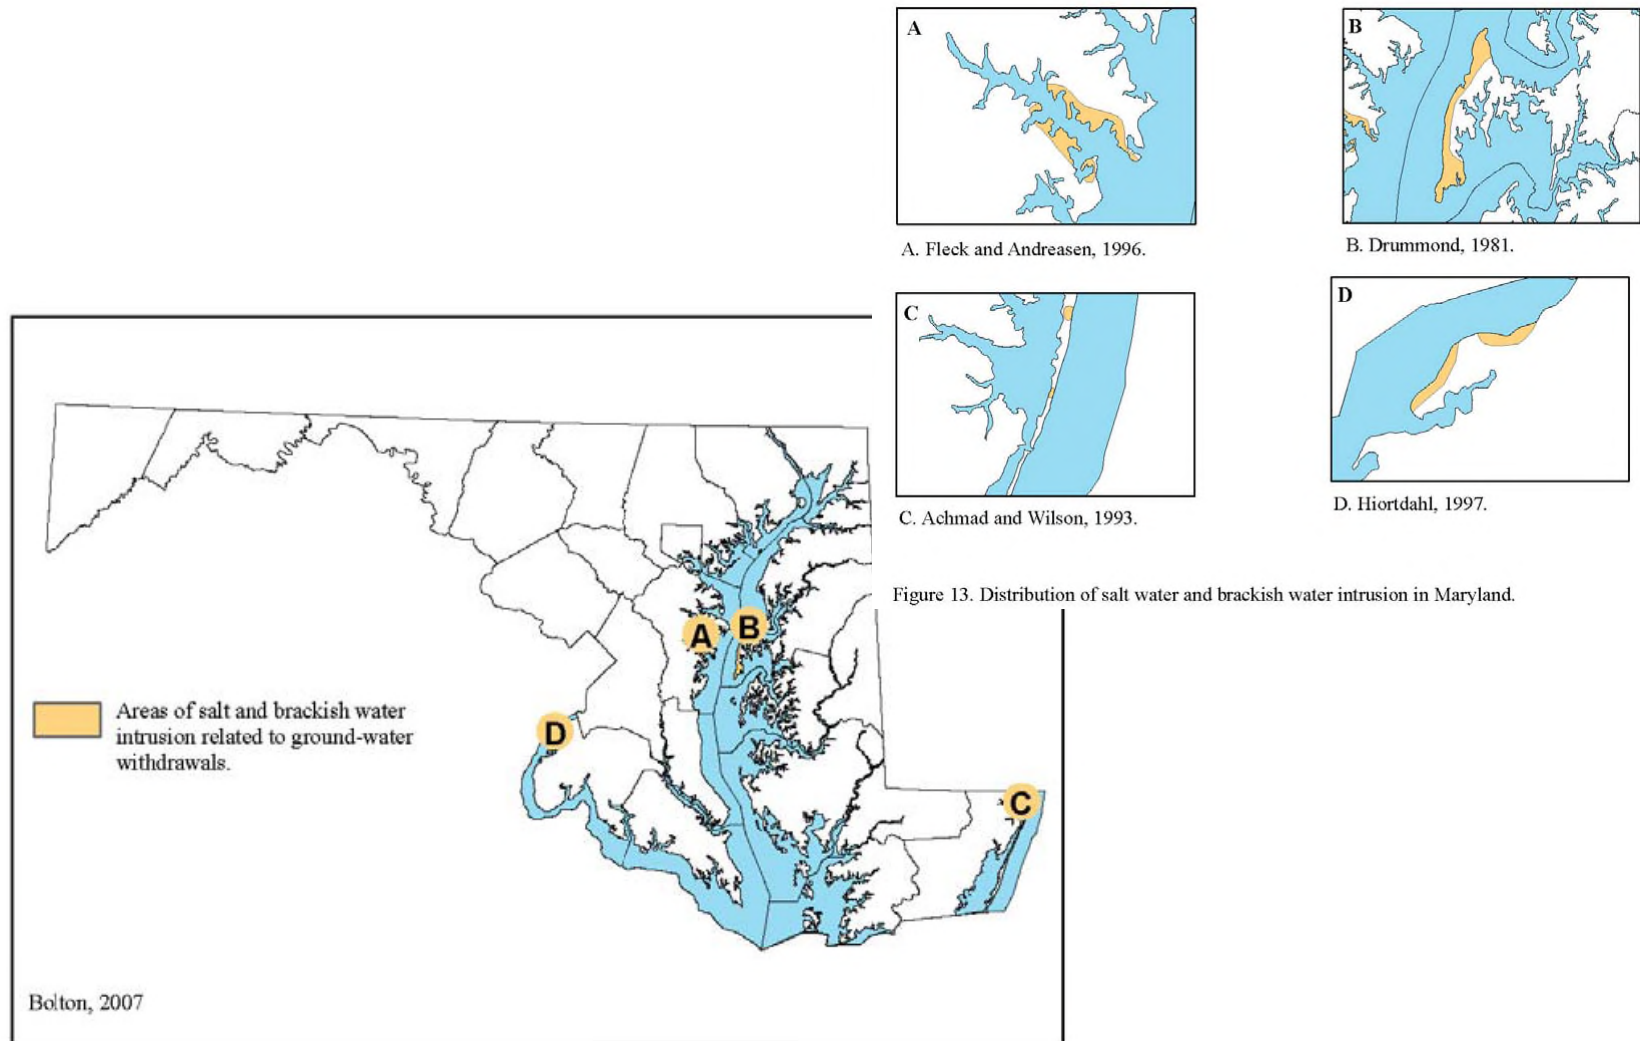 A
A. Fleck and Andreasen, 1996.
B
B. Drummond, 1981.
C
C. Achmad and Wilson, 1993.
D
D. Hiortdahl, 1997.
Figure 13. Distribution of salt water and brackish water intrusion in Maryland.
A
B
D
C
Areas of salt and brackish water
intrusion related to ground-water
withdrawals.
Bolton, 2007